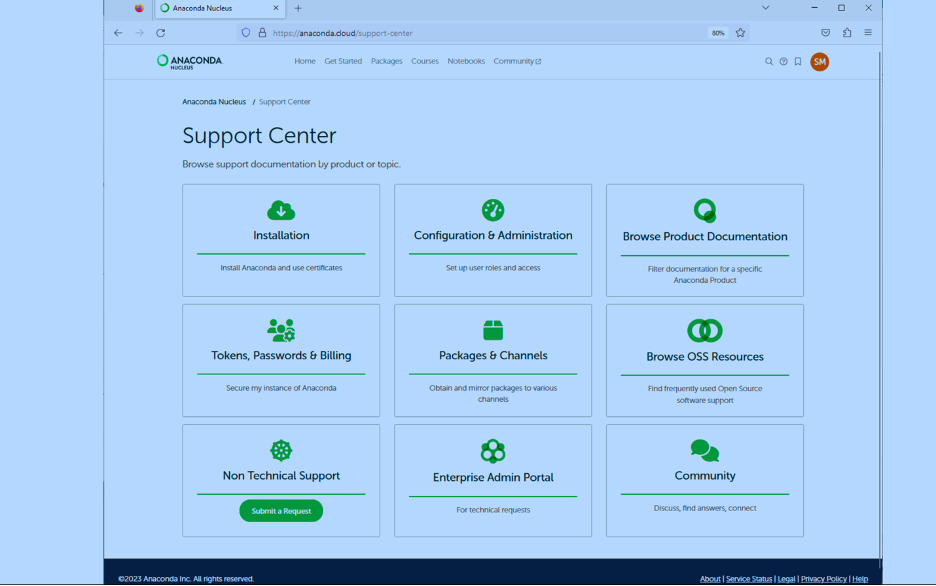 Anaconda Nucleus
https://anaconda.cloud/support-center
80%
ANACONDA.
NUCLEUS
Home Get Started Packages Courses Notebooks Community
SM
Anaconda Nucleus / Support Center
Support Center
Browse support documentation by product or topic.
Installation
Install Anaconda and use certificates
Configuration & Administration
Set up user roles and access
Browse Product Documentation
Filter documentation for a specific
Anaconda Product
Tokens, Passwords & Billing
Secure my instance of Anaconda
Packages & Channels
Obtain and mirror packages to various
channels
Browse OSS Resources
Find frequently used Open Source
software support
Non Technical Support
Submit a Request
Enterprise Admin Portal
For technical requests
Community
Discuss, find answers, connect
©2023 Anaconda Inc. All rights reserved.
About | Service Status | Legal | Privacy Policy | Help